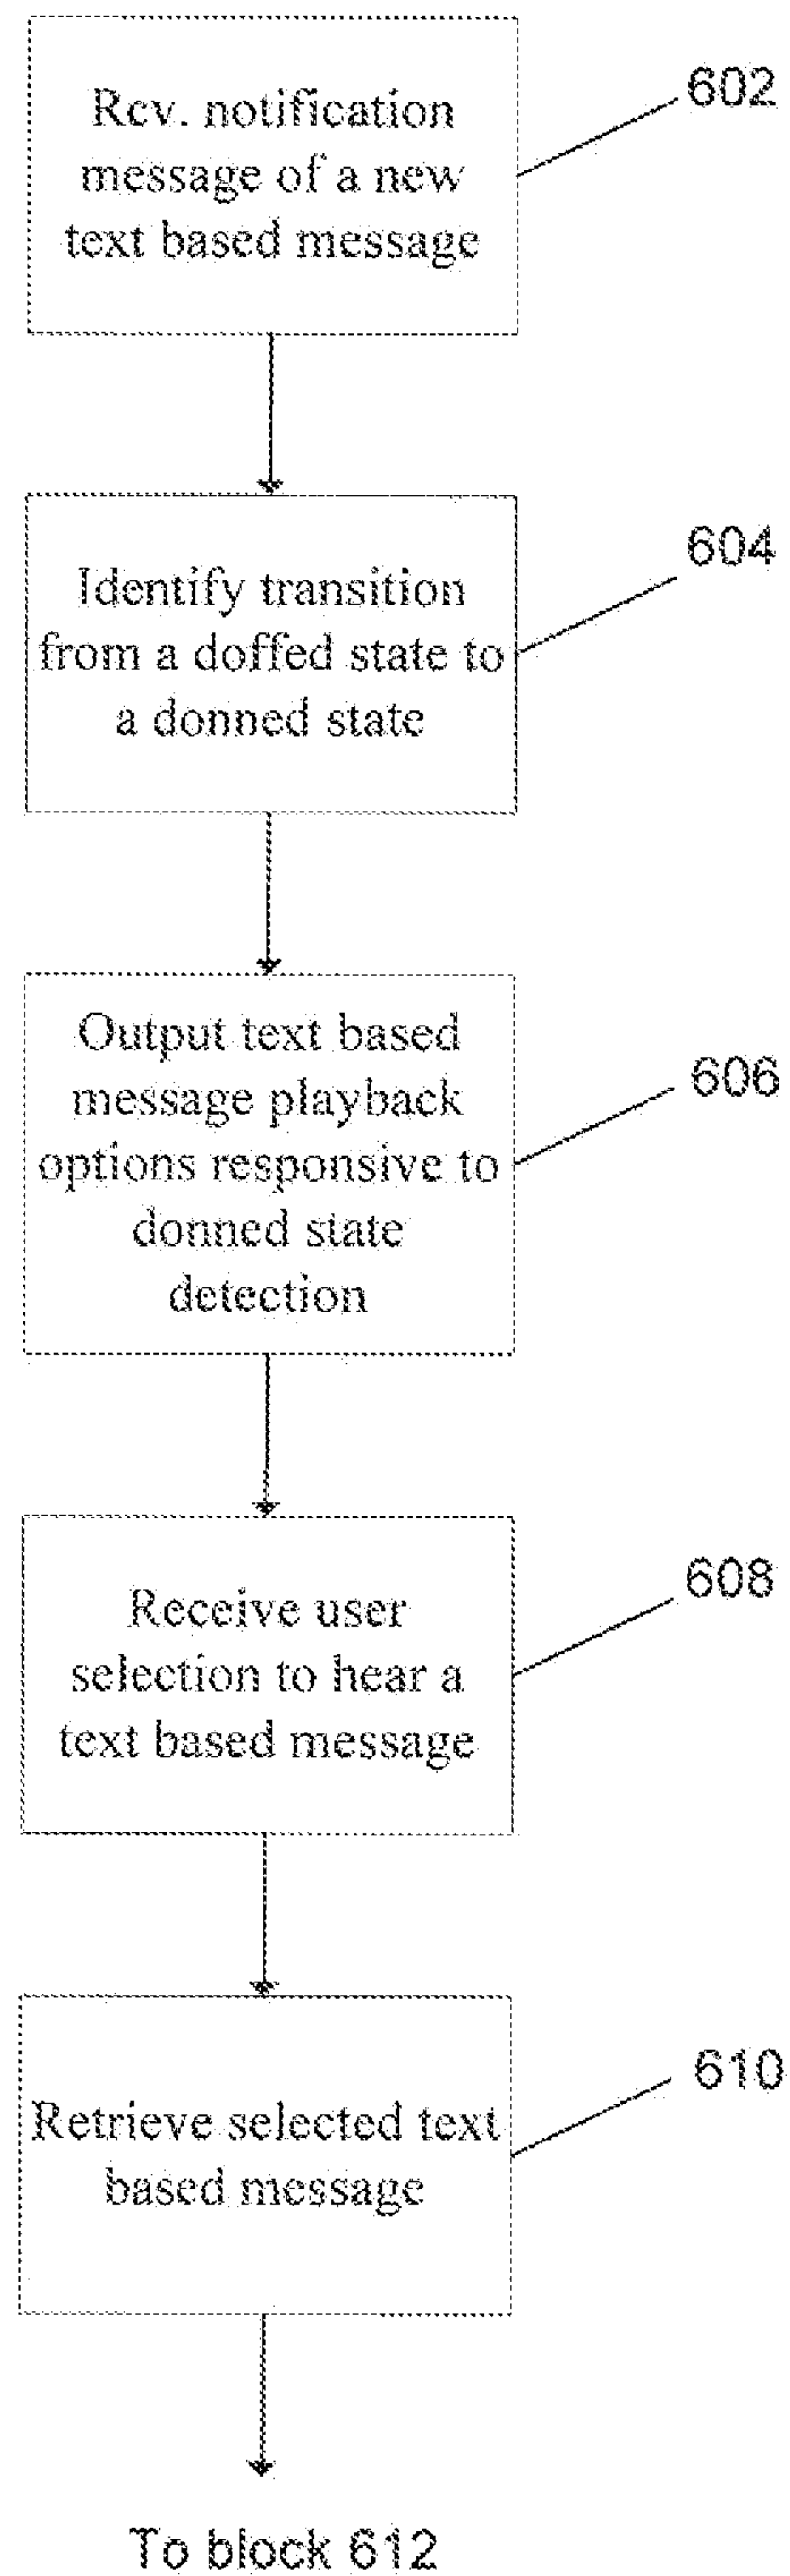 Rcv. notification
message of a new
text based message
602
Identify transition
from a doffed state to
a donned state
604
Output text based
message playback
options responsive to
donned state
detection
606
Receive user
selection to hear a
text based message
608
Retrieve selected text
based message
610
To block 612